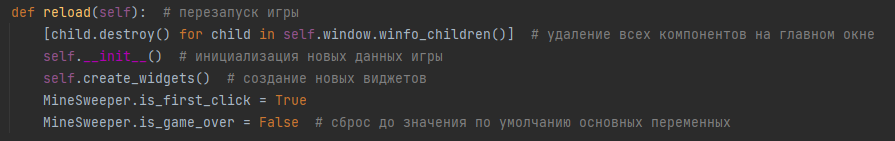 def reload(self):  # перезапуск игры
[child.destroy() for child in self.window.winfo_children()]  # удаление всех компонентов на главном окне
self.__init__()  # инициализация новых данных игры
self.create_widgets()  # создание новых виджетов
MineSweeper.is_first_click = True
MineSweeper.is_game_over = False  # сброс до значения по умолчанию основных переменных